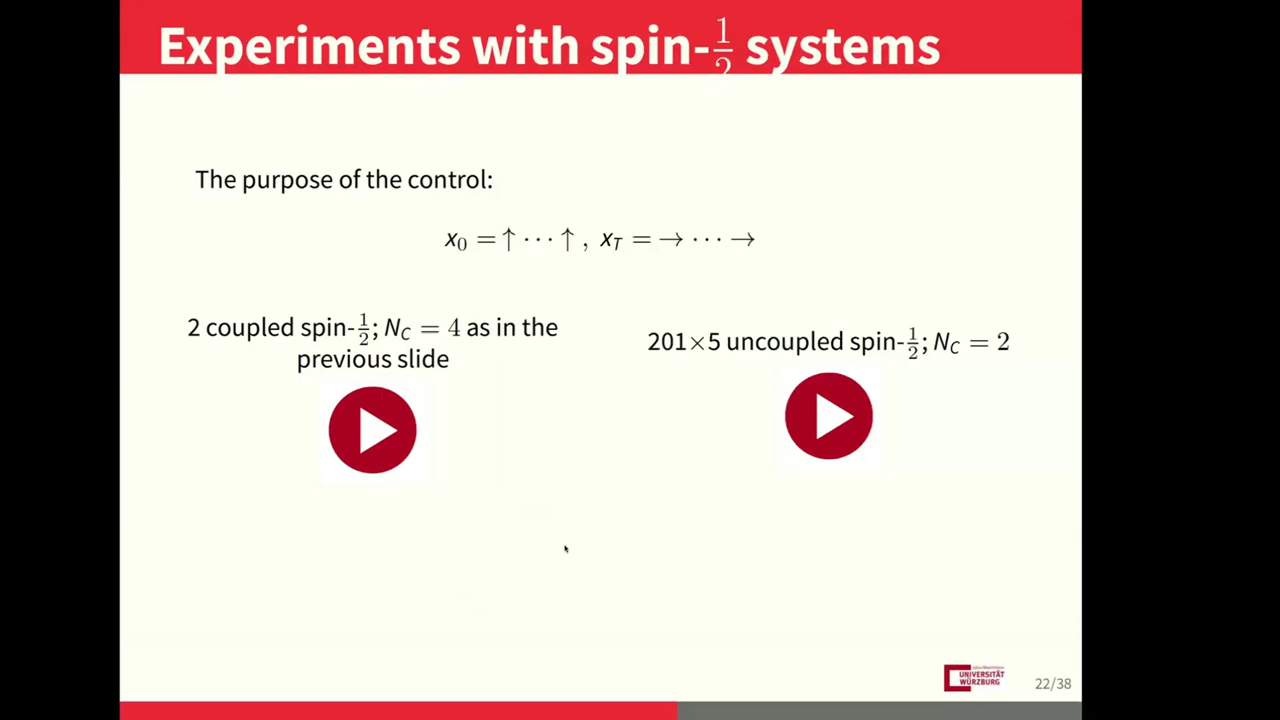 Experiments with spin-½ systems
The purpose of the control:
x₀ = ↑ ⋯ ↑ , x_T = → ⋯ →
2 coupled spin-½; N_C = 4 as in the
previous slide
201×5 uncoupled spin-½; N_C = 2
UNIVERSITÄT
WÜRZBURG
22/38